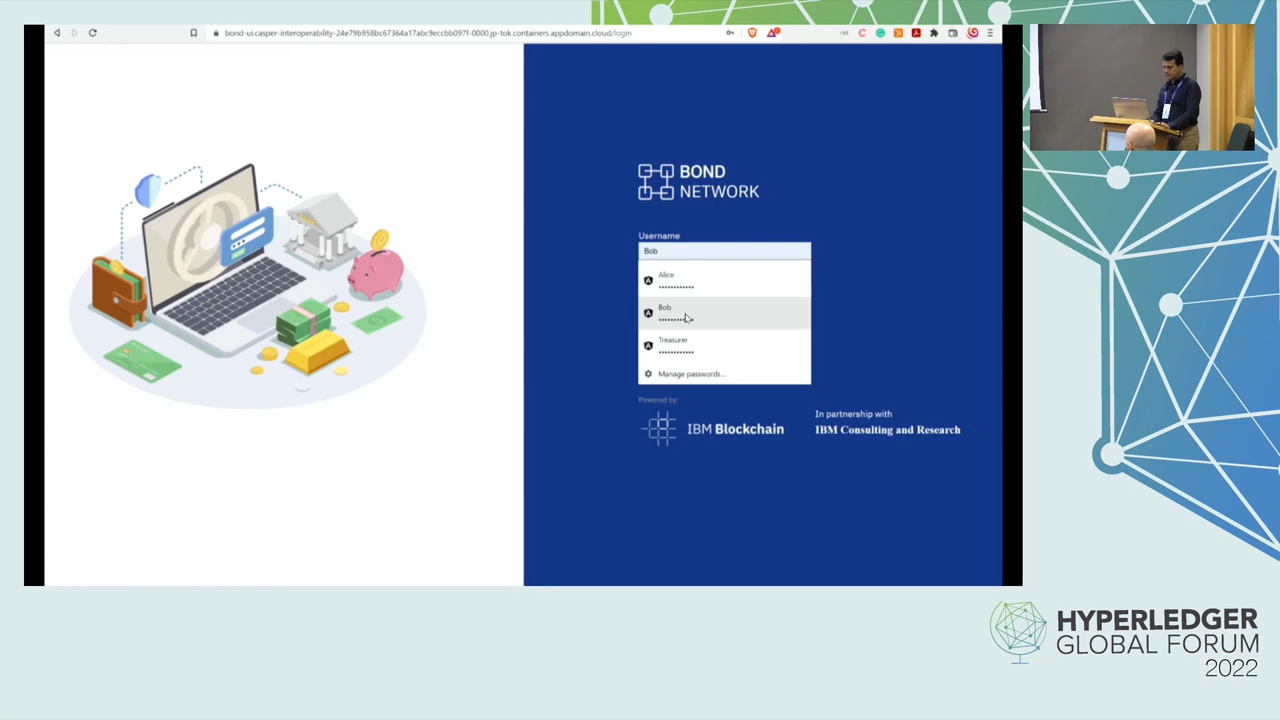 bond-ui.casper-interoperability-24e79b958bc67364a17abc9eccbb097f-0000.jp-tok.containers.appdomain.cloud/login
BOND
NETWORK
Username
Bob
Alice
••••••••••••
Bob
Treasurer
••••••••••••
Manage passwords...
Powered by:
IBM Blockchain
In partnership with
IBM Consulting and Research
HYPERLEDGER
GLOBAL FORUM
2022